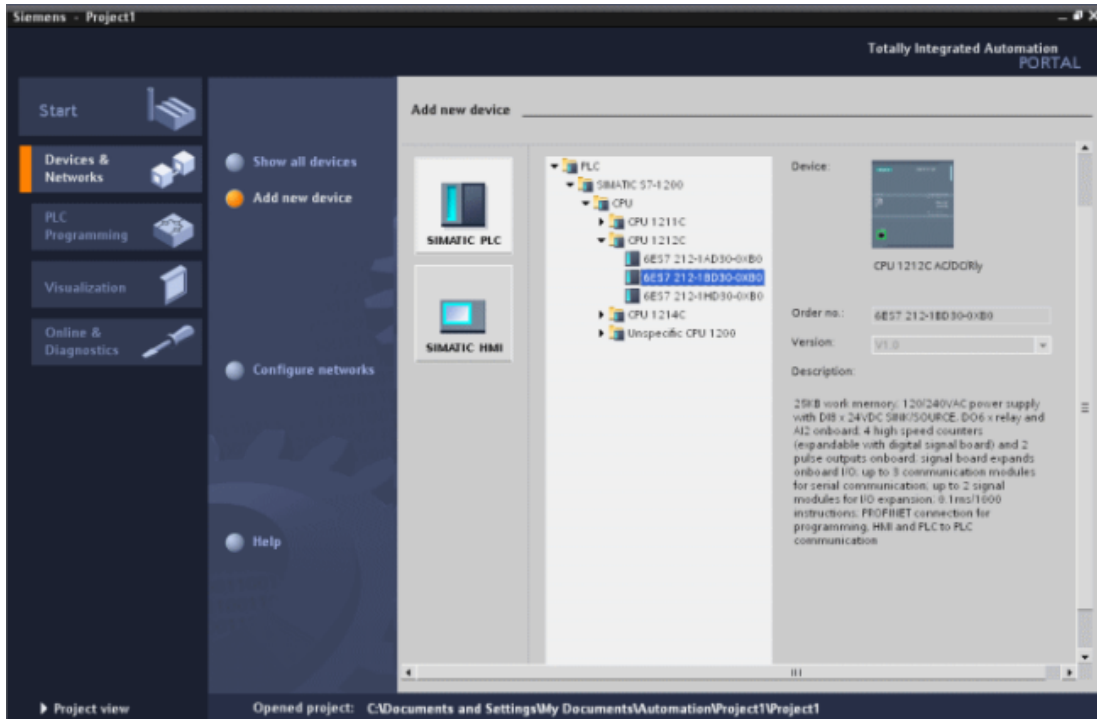 Siemens - Project1
Totally Integrated Automation
PORTAL
Start
Devices &
Networks
PLC
Programming
Visualization
Online &
Diagnostics
Project view
Show all devices
Add new device
Configure networks
Help
Add new device
SIMATIC PLC
SIMATIC HMI
PLC
SIMATIC S7-1200
CPU
CPU 1211C
CPU 1212C
6ES7 212-1AD30-0XB0
6ES7 212-1BD30-0XB0
6ES7 212-1HD30-0XB0
CPU 1214C
Unspecific CPU 1200
Device:
CPU 1212C AC/DC/Rly
Order no.: 6ES7 212-1BD30-0XB0
Version: V1.0
Description:
25KB work memory; 120/240VAC power supply
with DI8 x 24VDC SINK/SOURCE, DO6 x relay and
AI2 onboard; 4 high speed counters
(expandable with digital signal board) and 2
pulse outputs onboard; signal board expands
onboard I/O; up to 3 communication modules
for serial communication; up to 2 signal
modules for I/O expansion; 0.1ms/1000
instructions; PROFINET connection for
programming, HMI and PLC to PLC
communication
Opened project: C:\Documents and Settings\My Documents\Automation\Project1\Project1